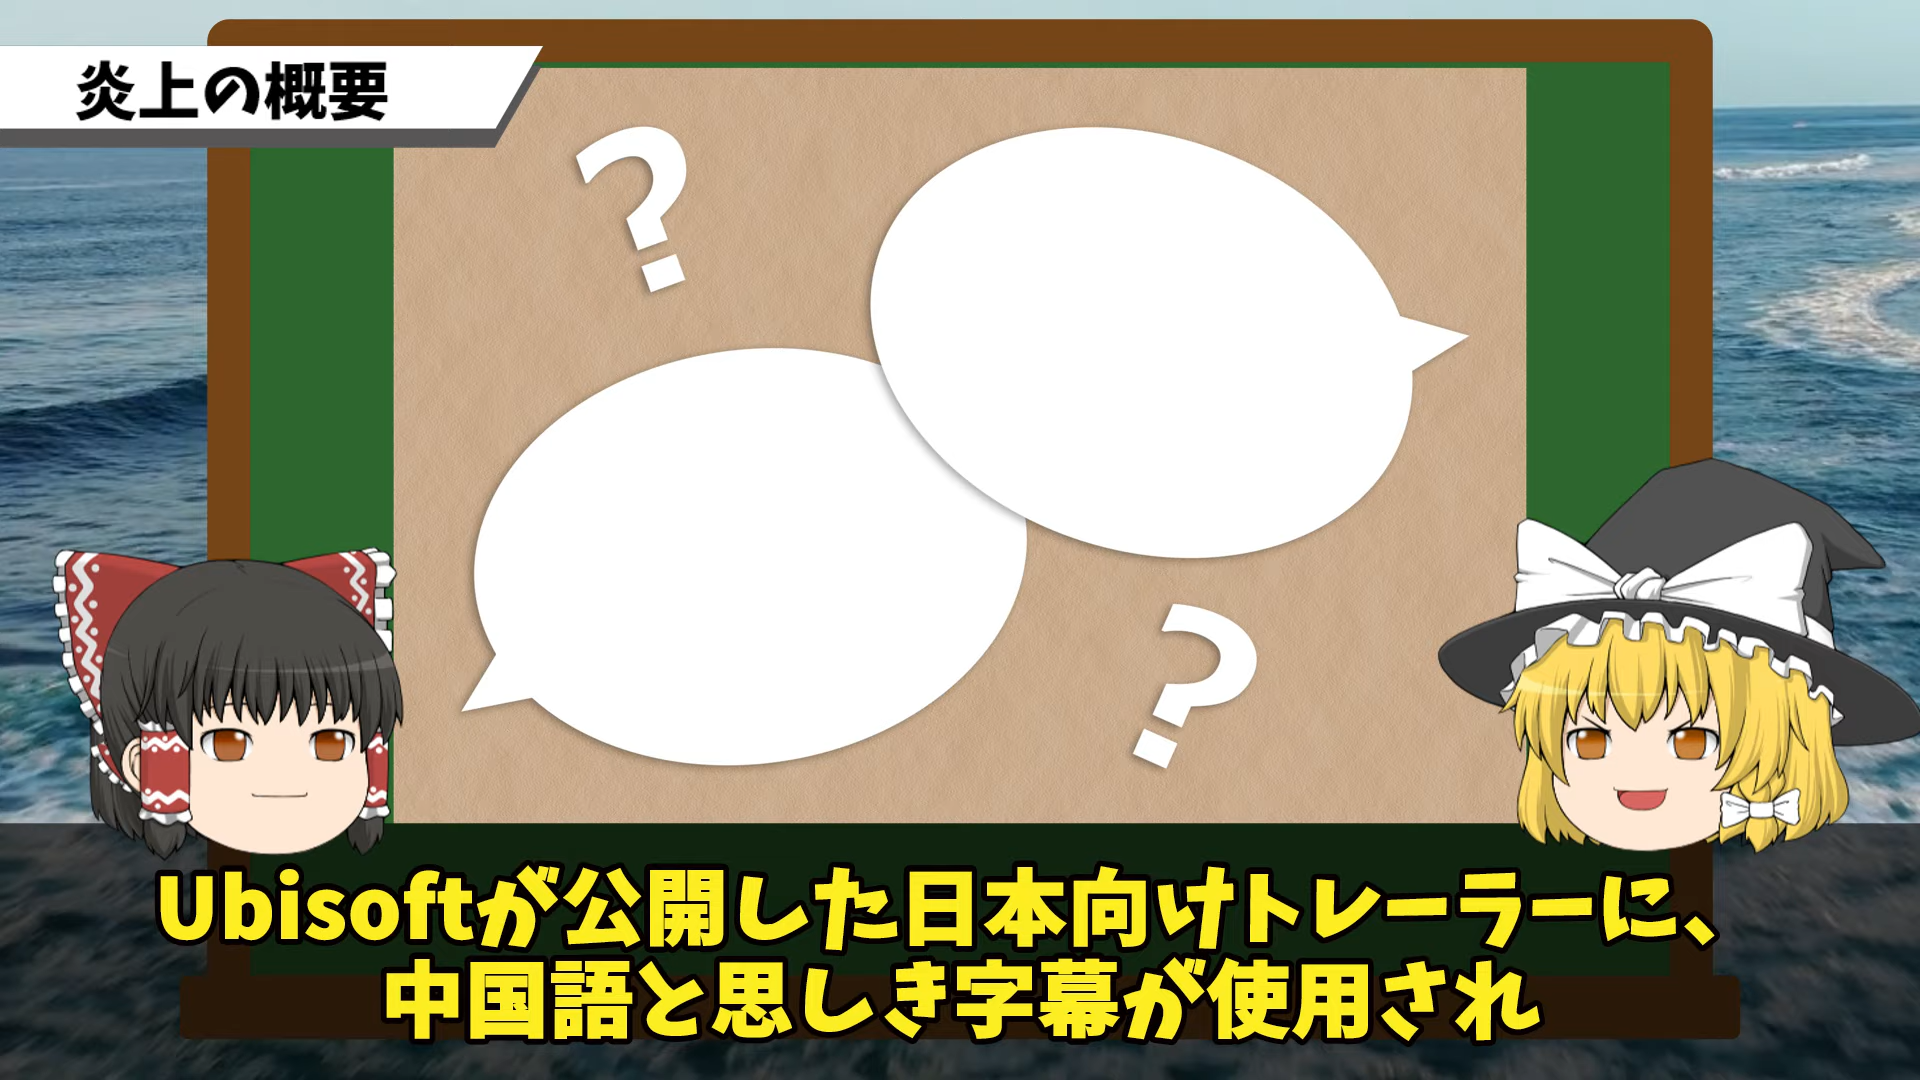 炎上の概要
?
?
Ubisoftが公開した日本向けトレーラーに、
中国語と思しき字幕が使用され